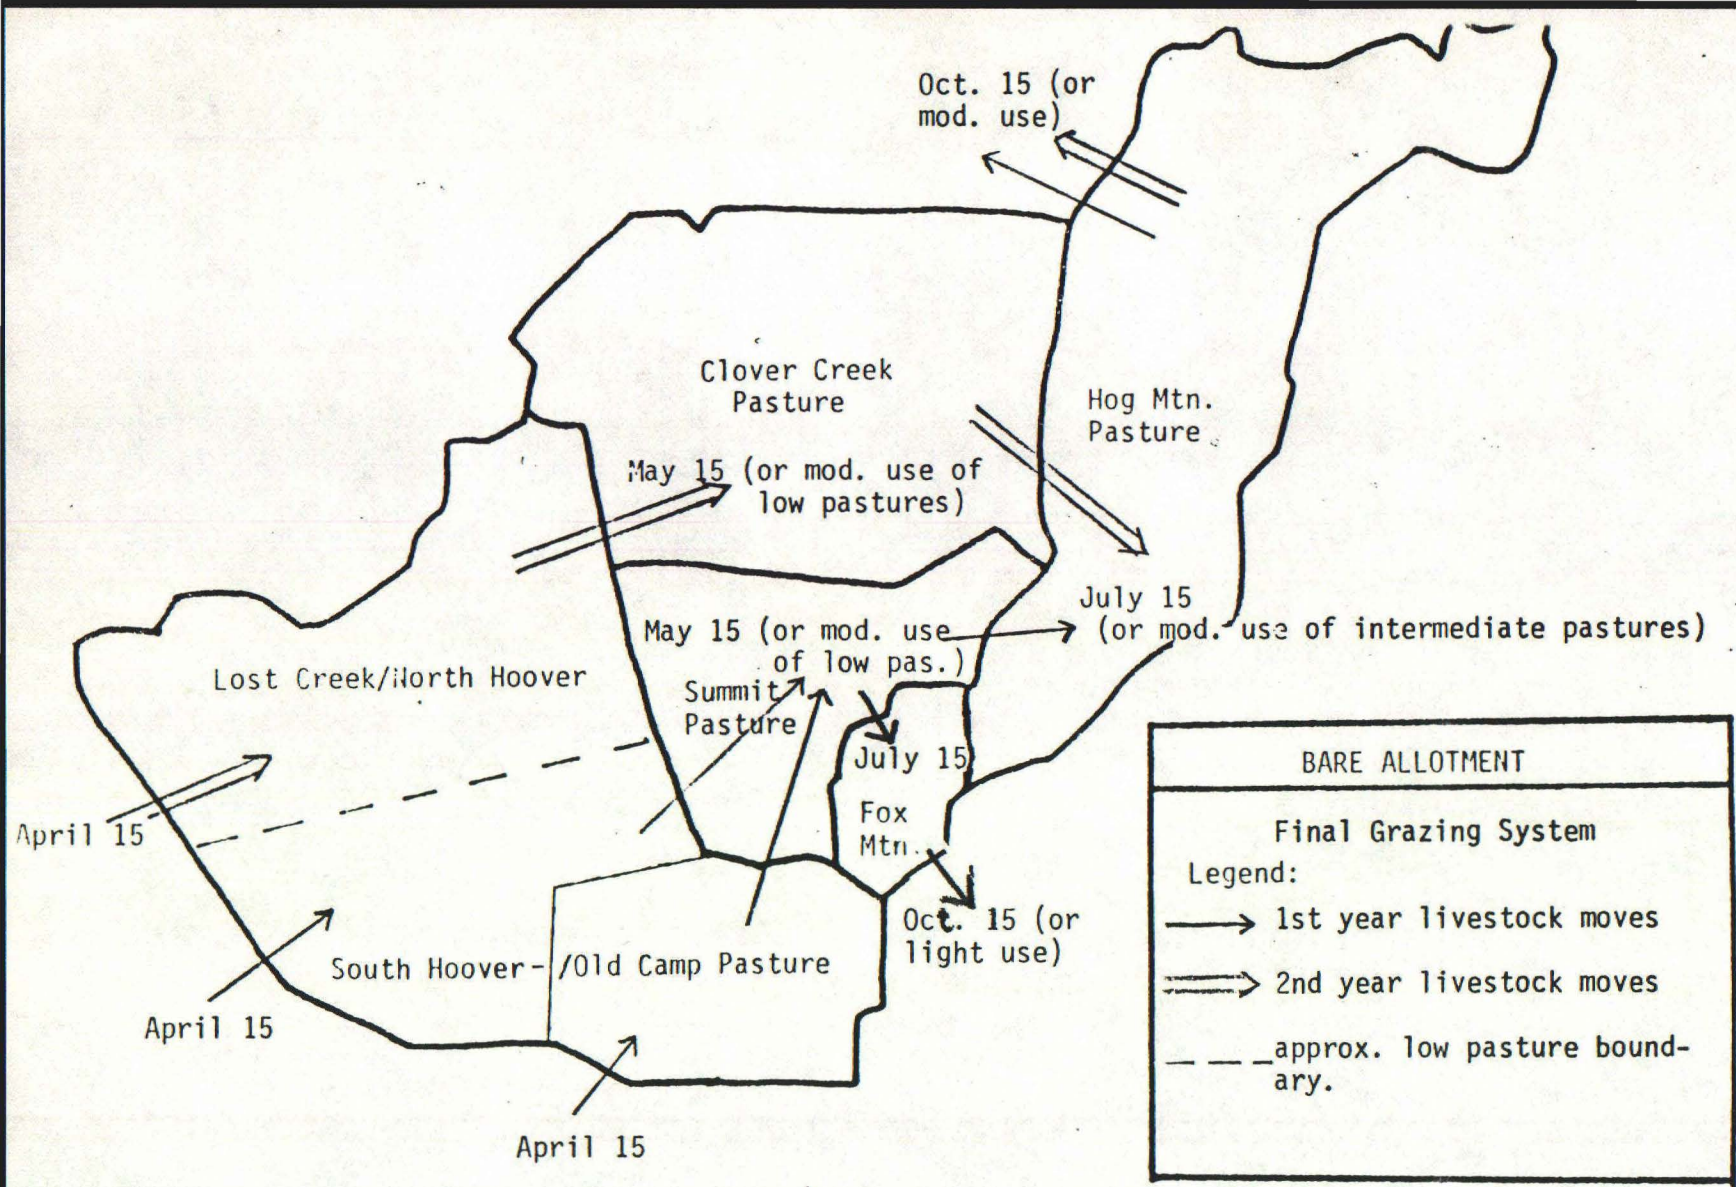 Oct. 15 (or
mod. use)
Clover Creek
Pasture
Hog Mtn.
Pasture
May 15 (or mod. use of
low pastures)
July 15
(or mod. use of intermediate pastures)
May 15 (or mod. use
of low pas.)
Lost Creek/North Hoover
Summit
Pasture
July 15
Fox
Mtn.
April 15
Oct. 15 (or
light use)
South Hoover-/Old Camp Pasture
April 15
April 15
BARE ALLOTMENT
Final Grazing System
Legend:
1st year livestock moves
2nd year livestock moves
approx. low pasture bound-
ary.